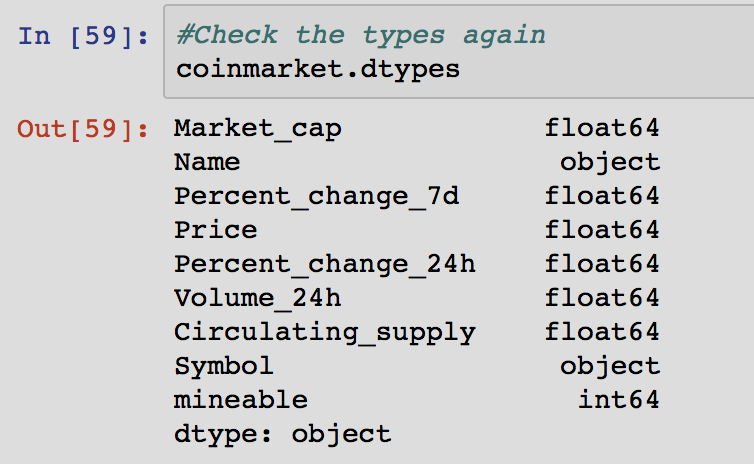 In [59]: #Check the types again
coinmarket.dtypes
Out[59]: Market_cap float64
Name object
Percent_change_7d float64
Price float64
Percent_change_24h float64
Volume_24h float64
Circulating_supply float64
Symbol object
mineable int64
dtype: object